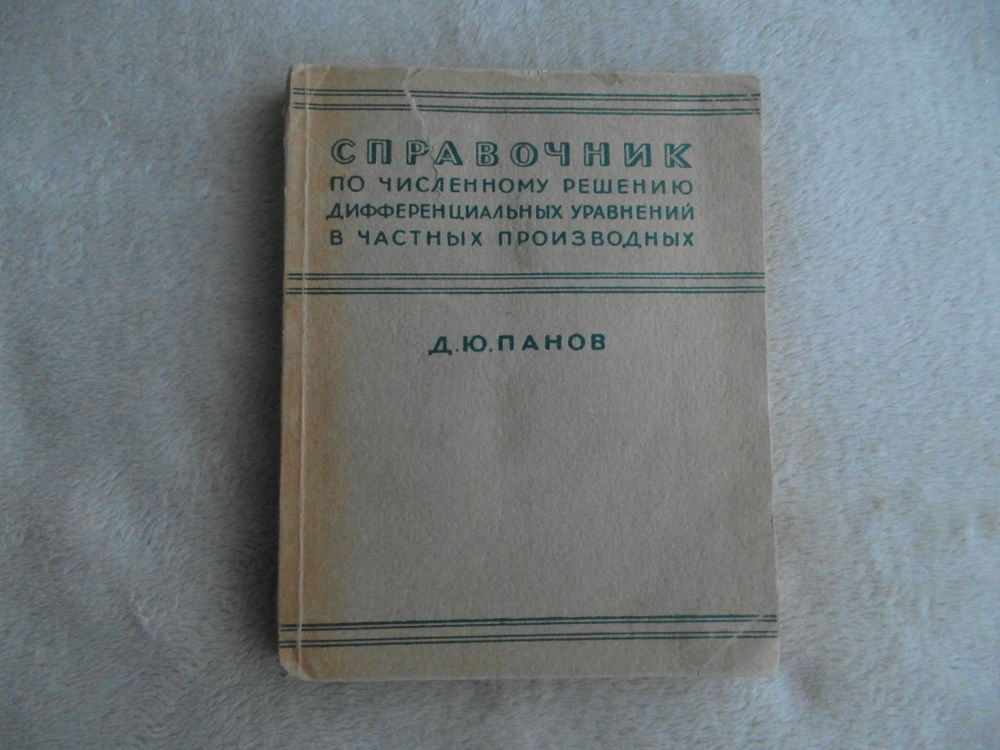 СПРАВОЧНИК
ПО ЧИСЛЕННОМУ РЕШЕНИЮ
ДИФФЕРЕНЦИАЛЬНЫХ УРАВНЕНИЙ
В ЧАСТНЫХ ПРОИЗВОДНЫХ
Д.Ю.ПАНОВ